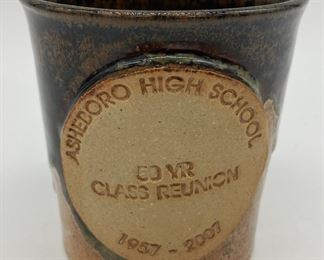 ASHEBORO HIGH SCHOOL
50 YR
CLASS REUNION
1957 - 2007